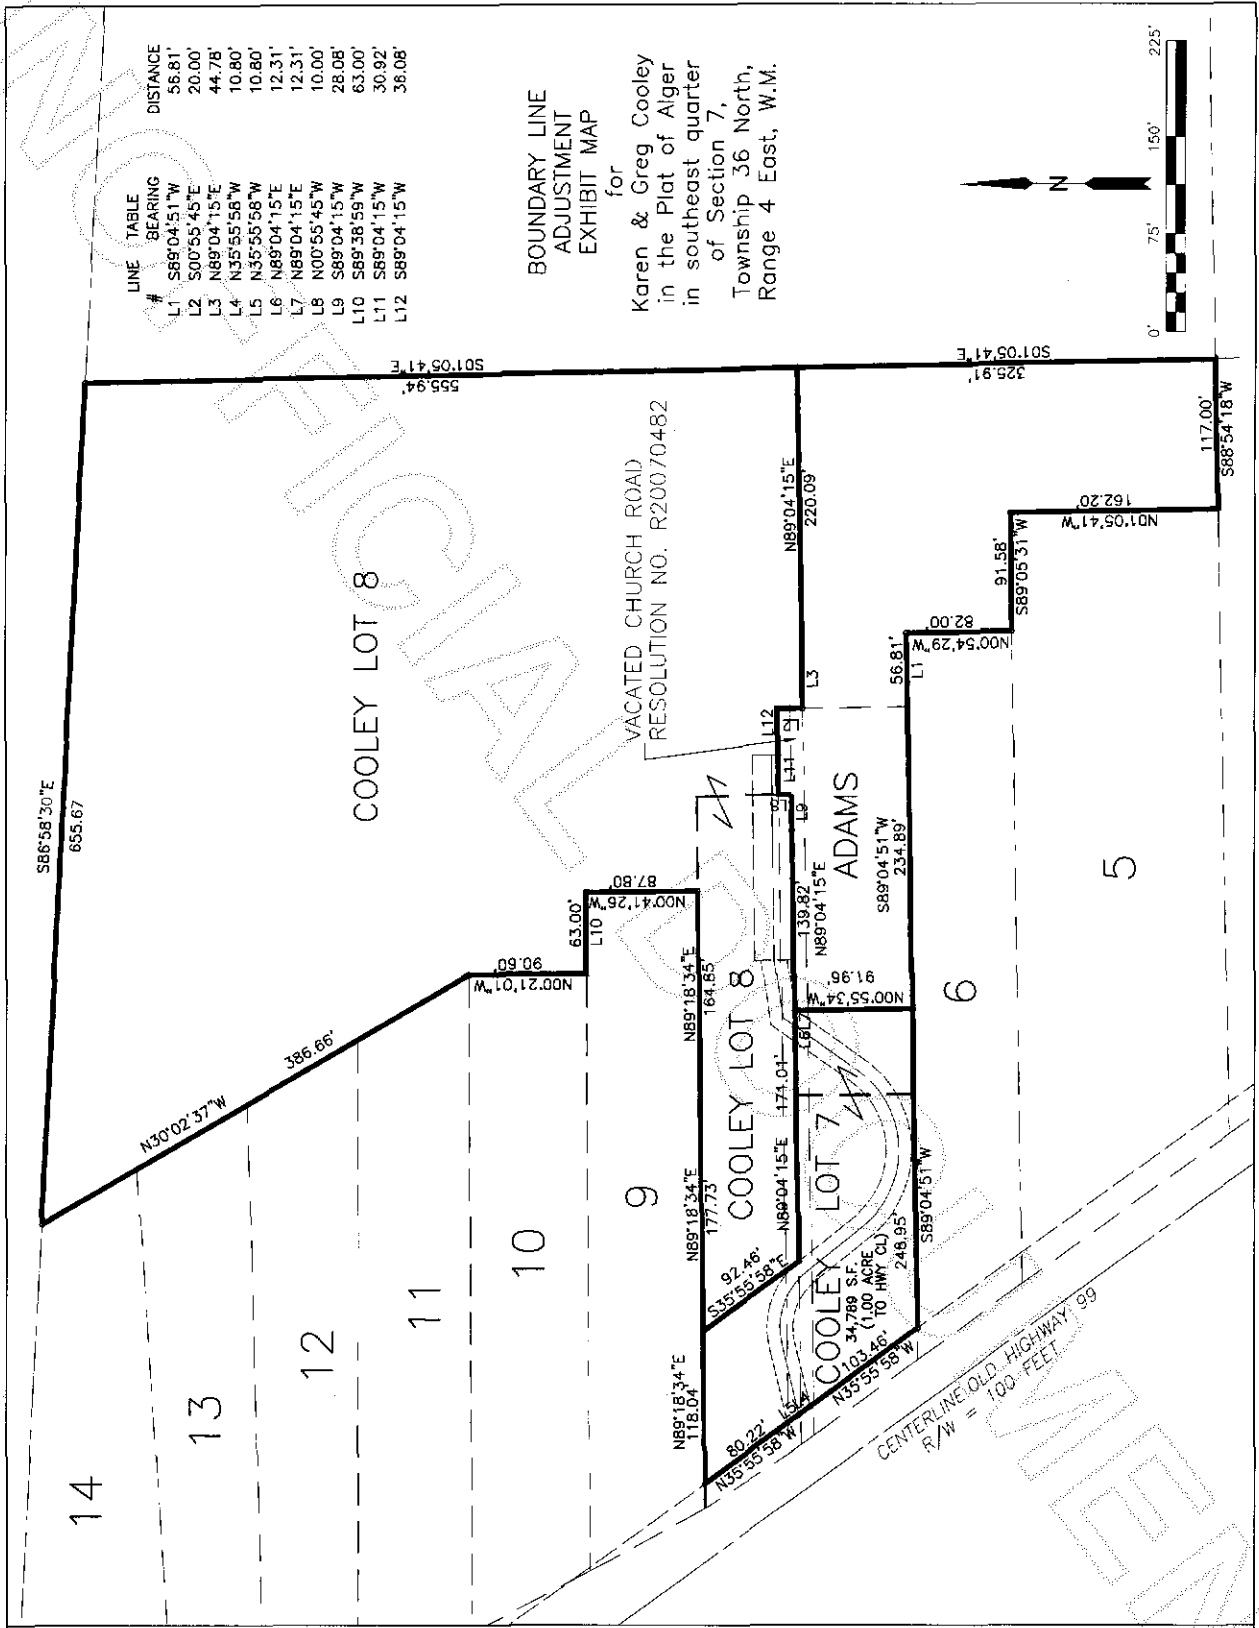 LINE TABLE
# BEARING DISTANCE
L1 S89°04'51"W 56.81'
L2 S00°55'45"E 20.00'
L3 N89°04'15"E 44.78'
L4 N35°55'58"W 10.80'
L5 N35°55'58"W 10.80'
L6 N89°04'15"E 12.31'
L7 N89°04'15"E 12.31'
L8 N00°55'45"W 10.00'
L9 S89°04'15"W 28.08'
L10 S89°38'59"W 63.00'
L11 S89°04'15"W 30.92'
L12 S89°04'15"W 36.08'
BOUNDARY LINE
ADJUSTMENT
EXHIBIT MAP
for
Karen & Greg Cooley
in the Plat of Alger
in southeast quarter
of Section 7,
Township 36 North,
Range 4 East, W.M.
N
0' 75' 150' 225'
S86°58'30"E
655.67
S01°05'41"E
555.94'
COOLEY LOT 8
VACATED CHURCH ROAD
RESOLUTION NO. R20070482
N30°02'37"W
386.66'
N00°21'01"W
90.60'
63.00'
L10
N00°41'26"W
87.80'
14
13
12
11
10
9
N89°18'34"E
164.85'
N89°18'34"E
177.73'
N89°18'34"E
118.04'
COOLEY LOT 8
S35°55'58"E
92.46'
N89°04'15"E
171.01'
L6
L7
139.82'
N89°04'15"E
L8
L9
L11
L12
L2
L3
N89°04'15"E
220.09'
S01°05'41"E
325.91'
ADAMS
N00°55'34"W
91.96'
S89°04'51"W
234.89'
56.81'
L1
N00°54'29"W
82.00'
91.58'
S89°05'31"W
N01°05'41"W
162.20'
117.00'
S88°54'18"W
COOLEY LOT 7
34,789 S.F.
(1.00 ACRE
TO HWY CL)
248.95'
S89°04'51"W
N35°55'58"W
80.22'
L5
L4
103.46'
N35°55'58"W
6
5
CENTERLINE OLD HIGHWAY 99
R/W = 100 FEET
UNOFFICIAL DOCUMENT